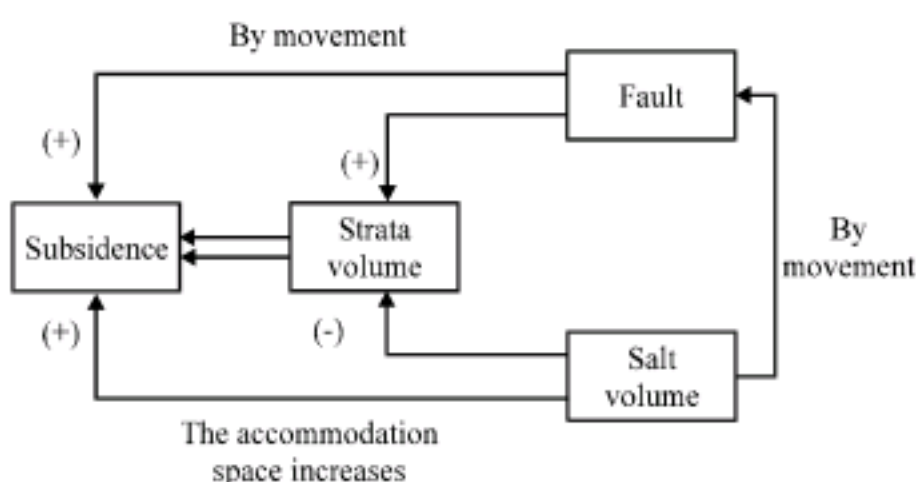 By movement
Fault
(+)
(+)
Strata
volume
Subsidence
By
movement
(+)
(-)
Salt
volume
The accommodation
space increases